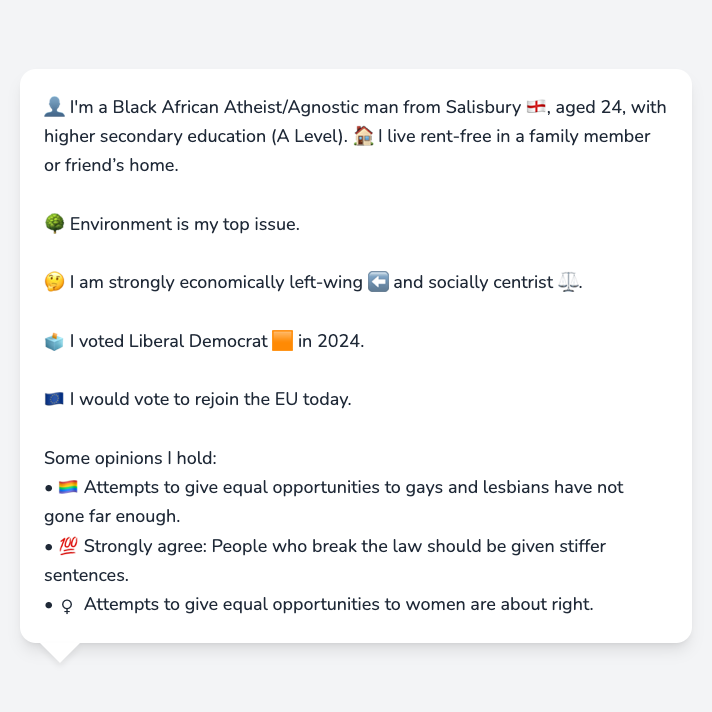 👤 I'm a Black African Atheist/Agnostic man from Salisbury 🏴󠁧󠁢󠁥󠁮󠁧󠁿, aged 24, with
higher secondary education (A Level). 🏠 I live rent-free in a family member
or friend’s home.
🌳 Environment is my top issue.
🤔 I am strongly economically left-wing ⬅️ and socially centrist ⚖️.
🗳️ I voted Liberal Democrat 🟧 in 2024.
🇪🇺 I would vote to rejoin the EU today.
Some opinions I hold:
• 🏳️‍🌈 Attempts to give equal opportunities to gays and lesbians have not
gone far enough.
• 💯 Strongly agree: People who break the law should be given stiffer
sentences.
• ♀ Attempts to give equal opportunities to women are about right.